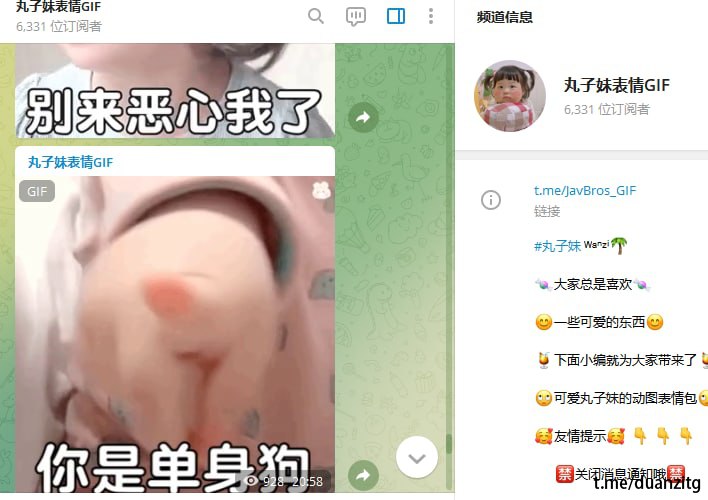 丸子妹表情GIF
6,331 位订阅者
别来恶心我了
丸子妹表情GIF
GIF
你是单身狗
928 20:58
频道信息
丸子妹表情GIF
6,331 位订阅者
t.me/JavBros_GIF
链接
#丸子妹 ᵂᵃⁿᶻⁱ🌴
🍬大家总是喜欢🍬
😊一些可爱的东西😊
🍹下面小编就为大家带来了🍹
🙄可爱丸子妹的动图表情包🙄
🥰友情提示🥰👇👇👇
🈲关闭消息通知哦🈲
t.me/duanzitg